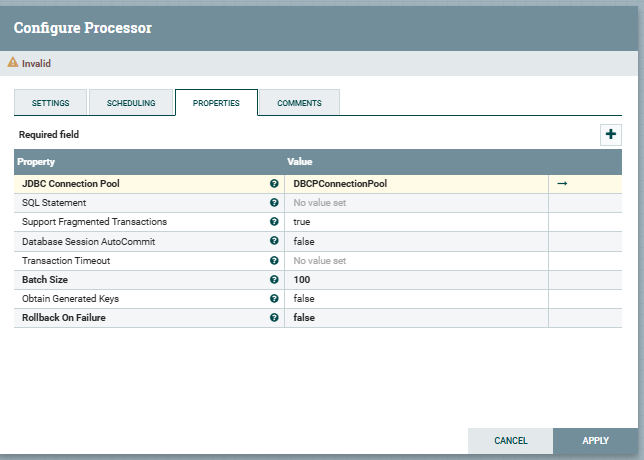 Configure Processor
Invalid
SETTINGS SCHEDULING PROPERTIES COMMENTS
Required field
Property Value
JDBC Connection Pool DBCPConnectionPool
SQL Statement No value set
Support Fragmented Transactions true
Database Session AutoCommit false
Transaction Timeout No value set
Batch Size 100
Obtain Generated Keys false
Rollback On Failure false
CANCEL APPLY